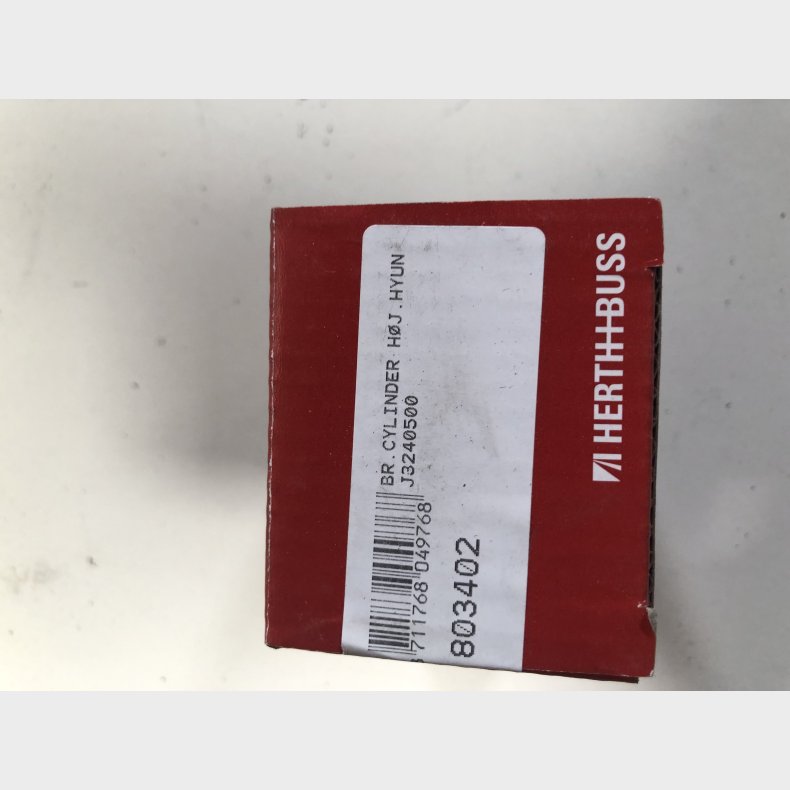 BR.CYLINDER HØJ.HYUN
J3240500
711768 049768
803402
HERTH+BUSS